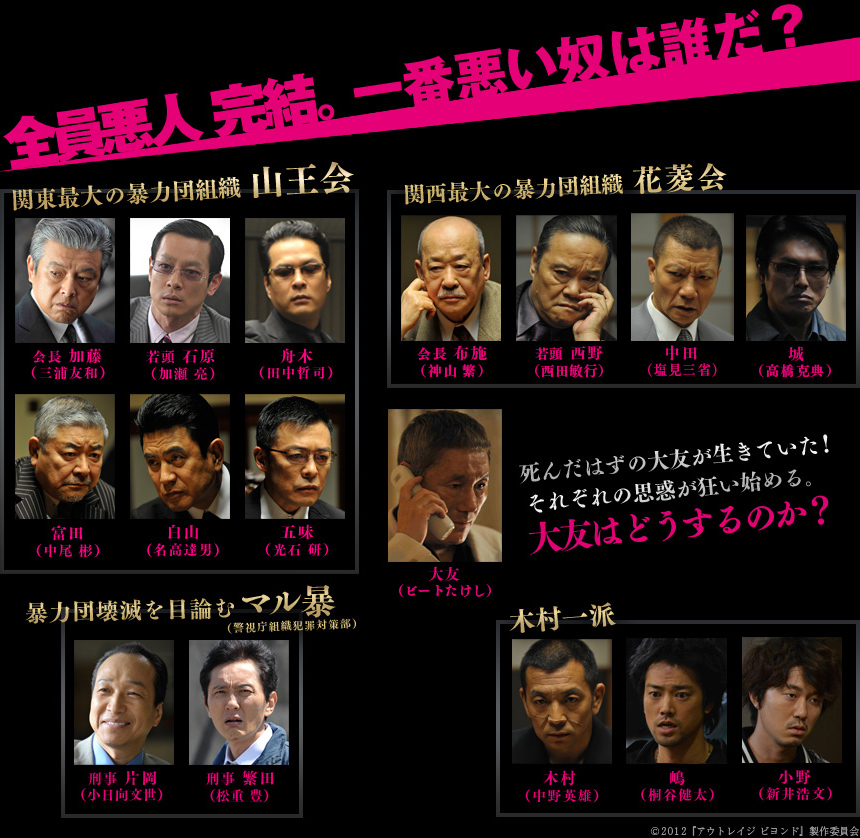 全員悪人 完結。一番悪い奴は誰だ?
関東最大の暴力団組織 山王会
会長 加藤
(三浦友和)
若頭 石原
(加瀬 亮)
舟木
(田中哲司)
富田
(中尾 彬)
白山
(名高達男)
五味
(光石 研)
関西最大の暴力団組織 花菱会
会長 布施
(神山 繁)
若頭 西野
(西田敏行)
中田
(塩見三省)
城
(高橋克典)
大友
(ビートたけし)
死んだはずの大友が生きていた!
それぞれの思惑が狂い始める。
大友はどうするのか?
暴力団壊滅を目論む マル暴
(警視庁組織犯罪対策部)
刑事 片岡
(小日向文世)
刑事 繁田
(松重 豊)
木村一派
木村
(中野英雄)
嶋
(桐谷健太)
小野
(新井浩文)
©2012『アウトレイジ ビヨンド』製作委員会